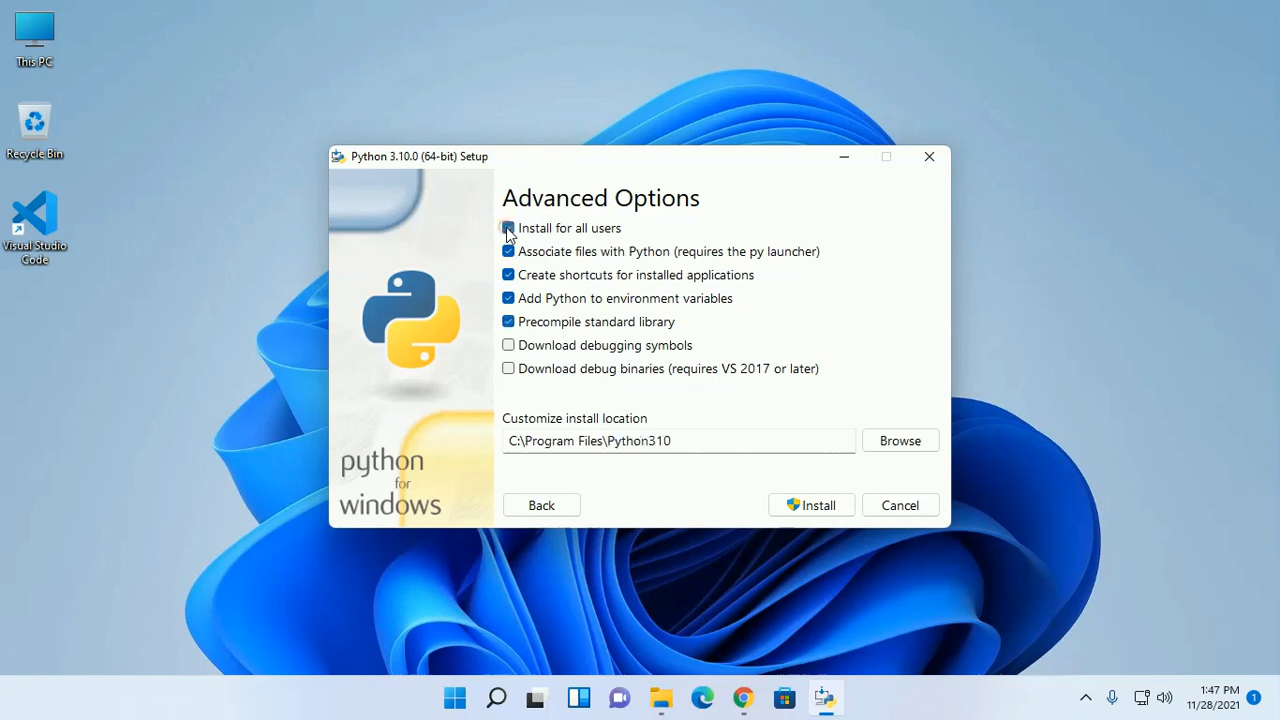 This PC
Recycle Bin
Visual Studio
Code
Python 3.10.0 (64-bit) Setup
Advanced Options
Install for all users
Associate files with Python (requires the py launcher)
Create shortcuts for installed applications
Add Python to environment variables
Precompile standard library
Download debugging symbols
Download debug binaries (requires VS 2017 or later)
Customize install location
C:\Program Files\Python310
Browse
python
for
windows
Back
Install
Cancel
1:47 PM
11/28/2021
1